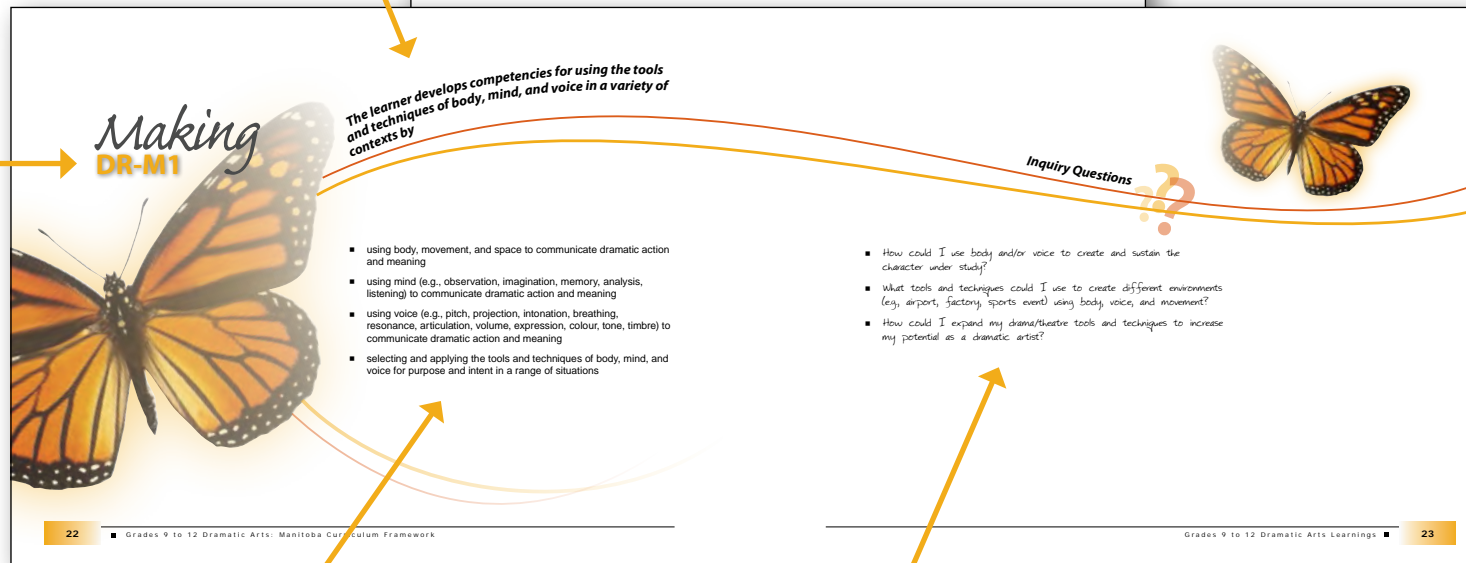 Making
DR-M1
The learner develops competencies for using the tools
and techniques of body, mind, and voice in a variety of
contexts by
■ using body, movement, and space to communicate dramatic action
and meaning
■ using mind (e.g., observation, imagination, memory, analysis,
listening) to communicate dramatic action and meaning
■ using voice (e.g., pitch, projection, intonation, breathing,
resonance, articulation, volume, expression, colour, tone, timbre) to
communicate dramatic action and meaning
■ selecting and applying the tools and techniques of body, mind, and
voice for purpose and intent in a range of situations
22 ■ Grades 9 to 12 Dramatic Arts: Manitoba Curriculum Framework
Inquiry Questions
???
■ How could I use body and/or voice to create and sustain the
character under study?
■ What tools and techniques could I use to create different environments
(e.g., airport, factory, sports event) using body, voice, and movement?
■ How could I expand my drama/theatre tools and techniques to increase
my potential as a dramatic artist?
Grades 9 to 12 Dramatic Arts Learnings ■ 23